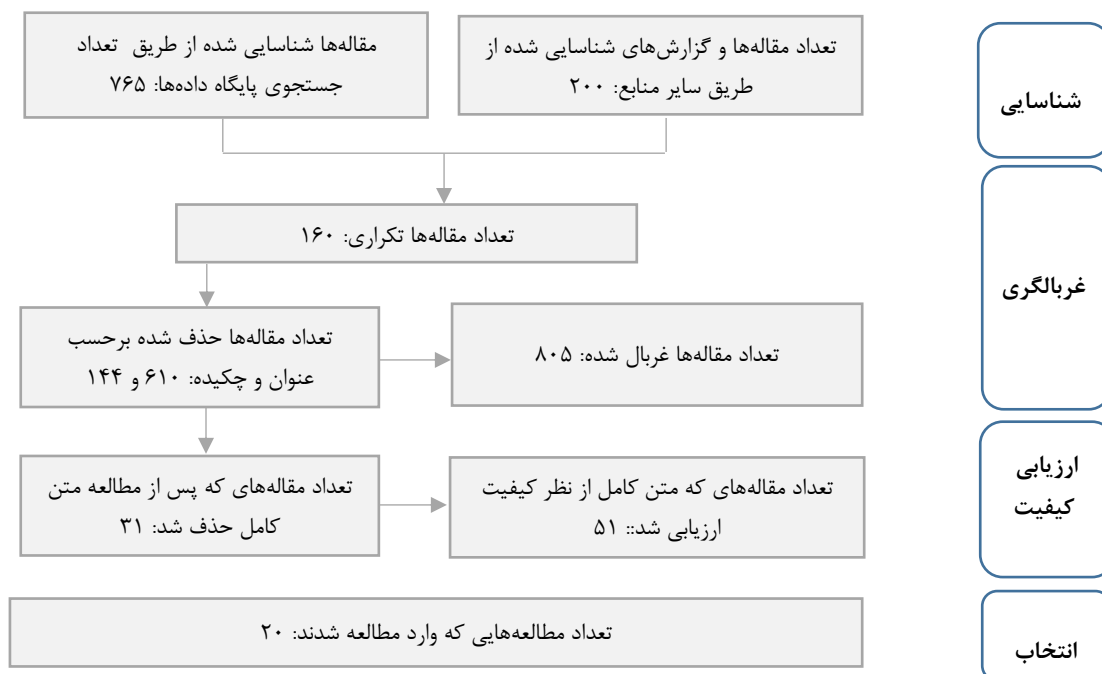 شناسایی
تعداد مقاله‌ها و گزارش‌های شناسایی شده از
طریق سایر منابع: ۲۰۰
مقاله‌ها شناسایی شده از طریق تعداد
جستجوی پایگاه داده‌ها: ۷۶۵
غربالگری
تعداد مقاله‌ها تکراری: ۱۶۰
تعداد مقاله‌ها غربال شده: ۸۰۵
تعداد مقاله‌ها حذف شده برحسب
عنوان و چکیده: ۶۱۰ و ۱۴۴
ارزیابی
کیفیت
تعداد مقاله‌های که متن کامل از نظر کیفیت
ارزیابی شد:: ۵۱
تعداد مقاله‌های که پس از مطالعه متن
کامل حذف شد: ۳۱
انتخاب
تعداد مطالعه‌هایی که وارد مطالعه شدند: ۲۰